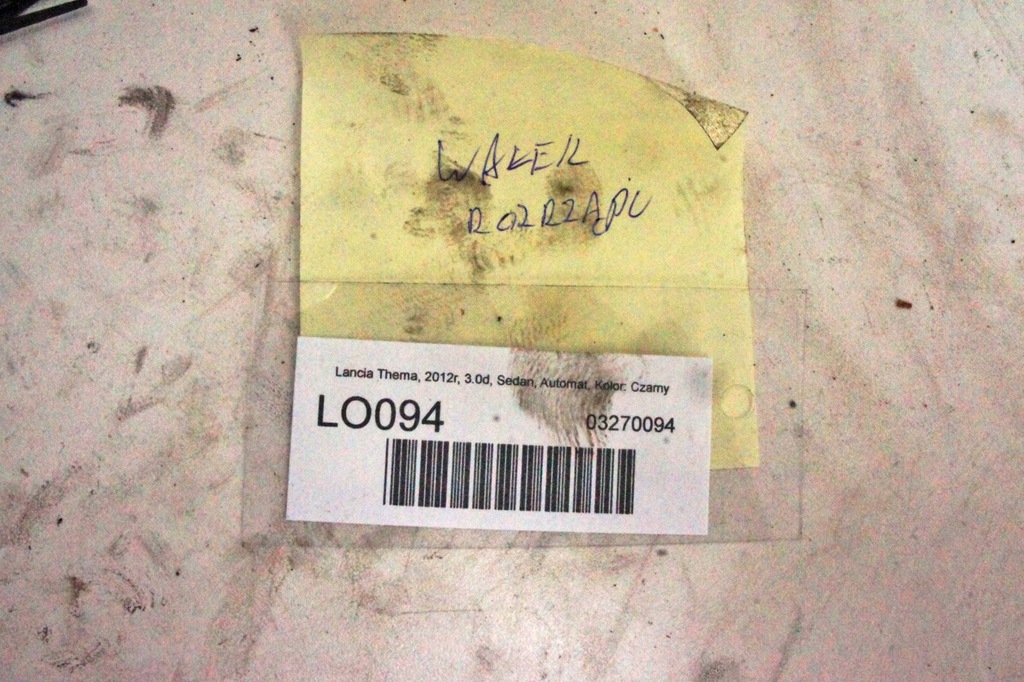 WAŁEK
ROZRZĄDU
Lancia Thema, 2012r, 3.0d, Sedan, Automat, Kolor: Czarny
LO094
03270094